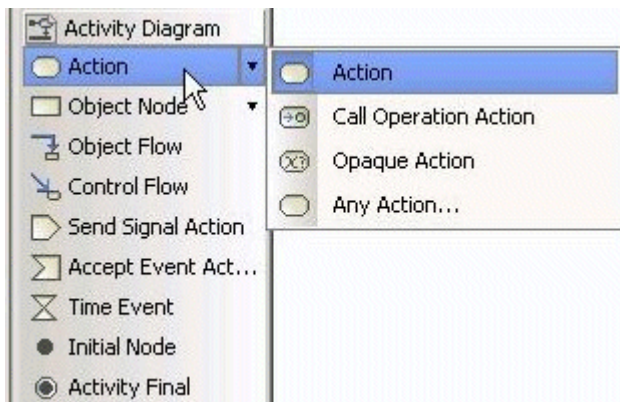 Activity Diagram
Action
Object Node
Object Flow
Control Flow
Send Signal Action
Accept Event Act...
Time Event
Initial Node
Activity Final
Action
Call Operation Action
Opaque Action
Any Action...